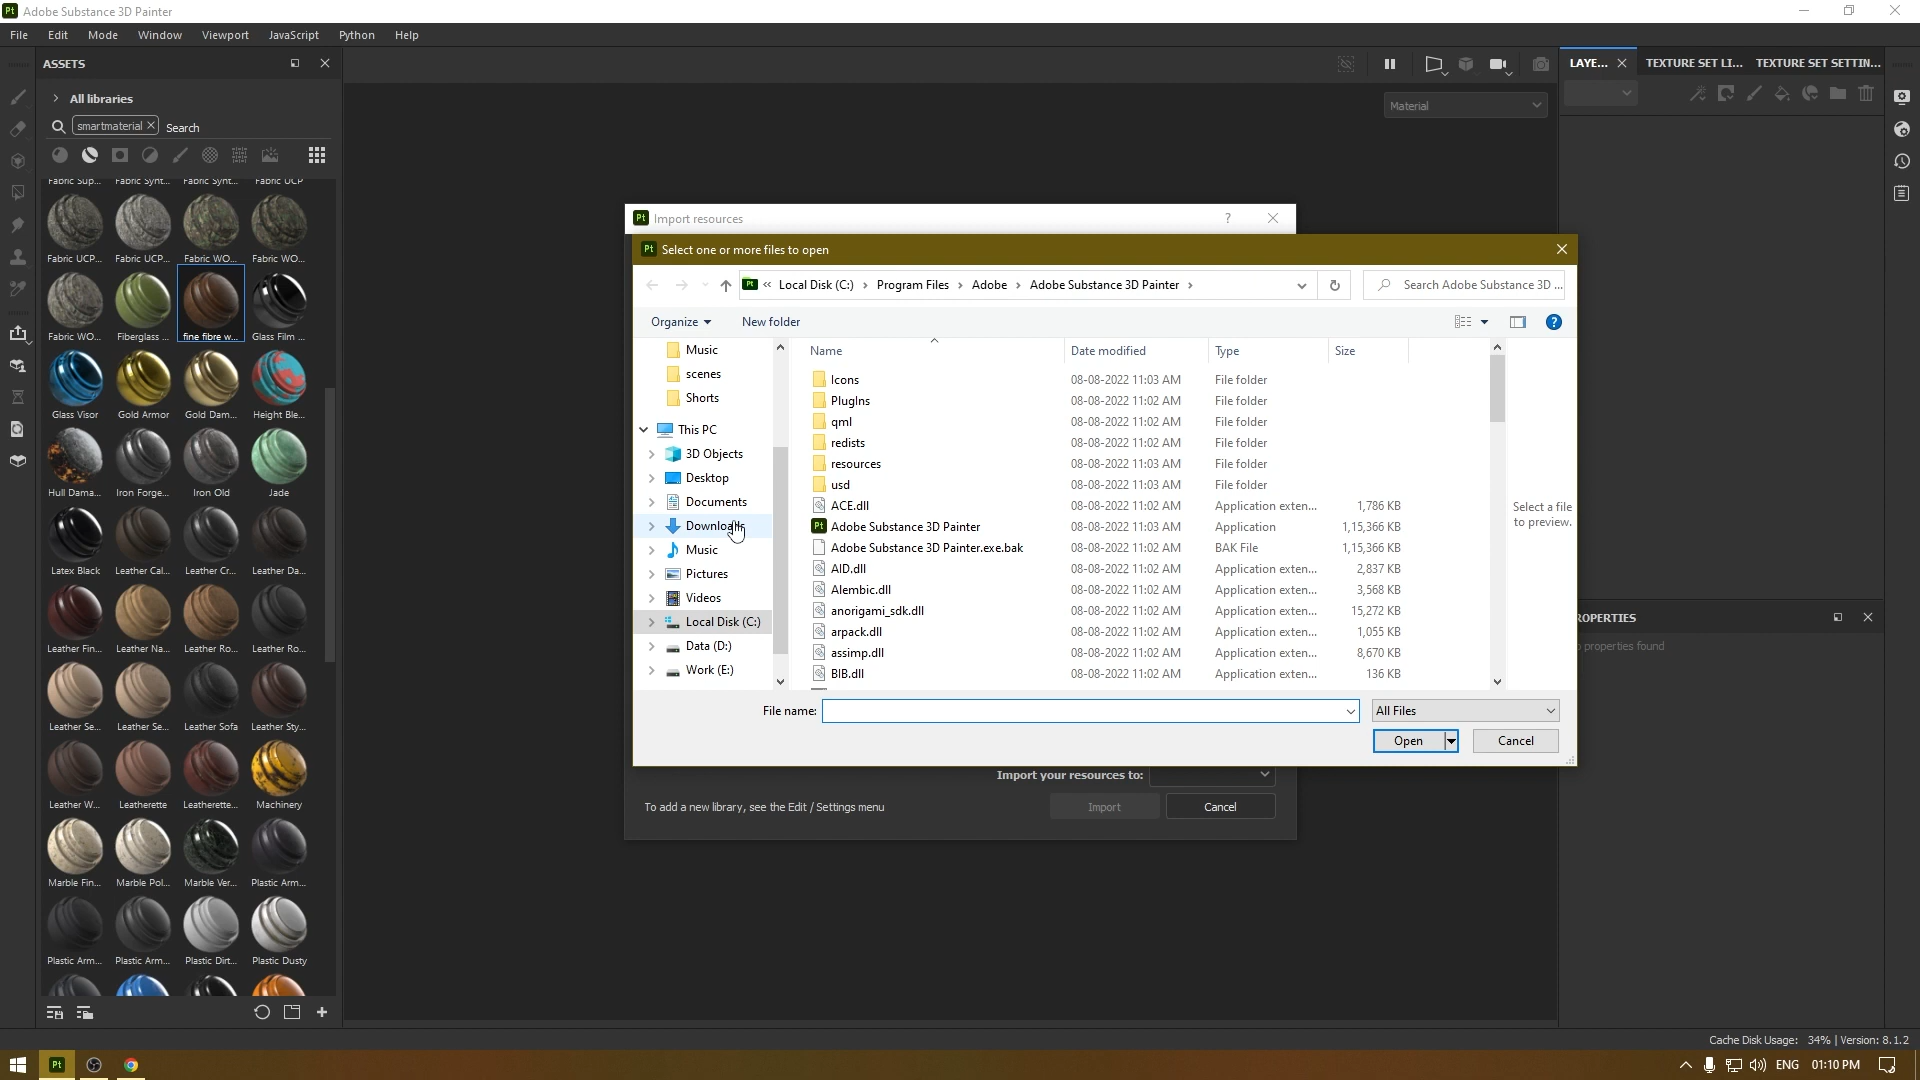 Pt Adobe Substance 3D Painter
File Edit Mode Window Viewport JavaScript Python Help
ASSETS
All libraries
smartmaterial Search
Fabric Sup... Fabric Synt... Fabric Synt... Fabric UCP
Fabric UCP... Fabric UCP... Fabric WO... Fabric WO...
Fabric WO... Fiberglass ... fine fibre w... Glass Film ...
Glass Visor Gold Armor Gold Dam... Height Ble...
Hull Dama... Iron Forge... Iron Old Jade
Latex Black Leather Cal... Leather Cr... Leather Da...
Leather Fin... Leather Na... Leather Ro... Leather Ro...
Leather Se... Leather Se... Leather Sofa Leather Sty...
Leather W... Leatherette Leatherette... Machinery
Marble Fin... Marble Pol... Marble Ver... Plastic Arm...
Plastic Arm... Plastic Arm... Plastic Dirt... Plastic Dusty
Material
LAYE... TEXTURE SET LI... TEXTURE SET SETTIN...
Pt Import resources ?
Pt Select one or more files to open
Pt « Local Disk (C:) Program Files Adobe Adobe Substance 3D Painter Search Adobe Substance 3D ...
Organize New folder ?
Music
scenes
Shorts
This PC
3D Objects
Desktop
Documents
Downloads
Music
Pictures
Videos
Local Disk (C:)
Data (D:)
Work (E:)
Name Date modified Type Size
Icons 08-08-2022 11:03 AM File folder
PlugIns 08-08-2022 11:02 AM File folder
qml 08-08-2022 11:02 AM File folder
redists 08-08-2022 11:02 AM File folder
resources 08-08-2022 11:03 AM File folder
usd 08-08-2022 11:03 AM File folder
ACE.dll 08-08-2022 11:02 AM Application exten... 1,786 KB
Pt Adobe Substance 3D Painter 08-08-2022 11:03 AM Application 1,15,366 KB
Adobe Substance 3D Painter.exe.bak 08-08-2022 11:02 AM BAK File 1,15,366 KB
AID.dll 08-08-2022 11:02 AM Application exten... 2,837 KB
Alembic.dll 08-08-2022 11:02 AM Application exten... 3,568 KB
anorigami_sdk.dll 08-08-2022 11:02 AM Application exten... 15,272 KB
arpack.dll 08-08-2022 11:02 AM Application exten... 1,055 KB
assimp.dll 08-08-2022 11:02 AM Application exten... 8,670 KB
BIB.dll 08-08-2022 11:02 AM Application exten... 136 KB
Select a file
to preview.
File name: All Files
Open Cancel
Import your resources to:
To add a new library, see the Edit / Settings menu Import Cancel
ROPERTIES
properties found
Cache Disk Usage: 34% | Version: 8.1.2
Pt ENG 01:10 PM